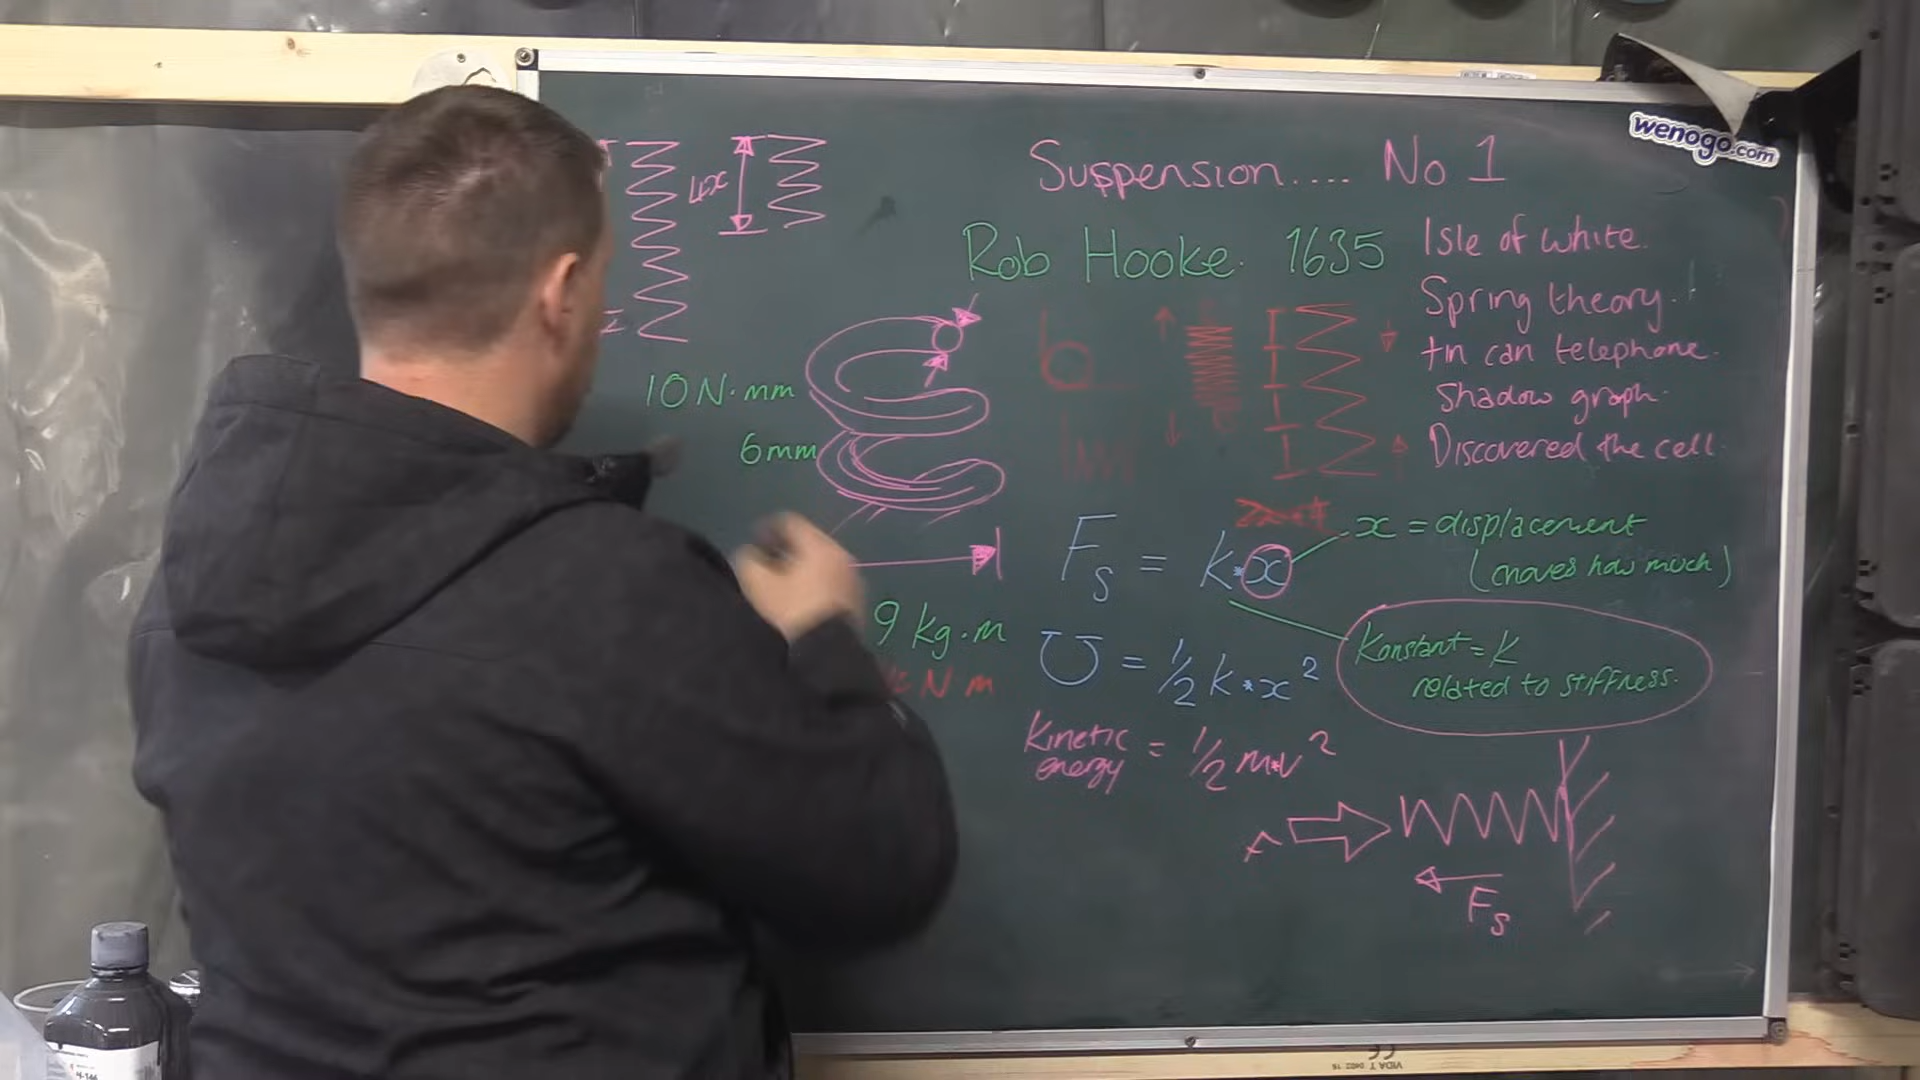 wenogo.com
Suspension.... No 1
4x
Rob Hooke. 1635
Isle of white.
Spring theory.
tin can telephone.
Shadow graph.
Discovered the cell.
10 N·mm
6mm
Fs = k*x
x = displacement
(moves how much)
9 kg.m
N m
U = 1/2 k*x²
Konstant = K
related to stiffness.
Kinetic energy = 1/2 m*v²
Fs